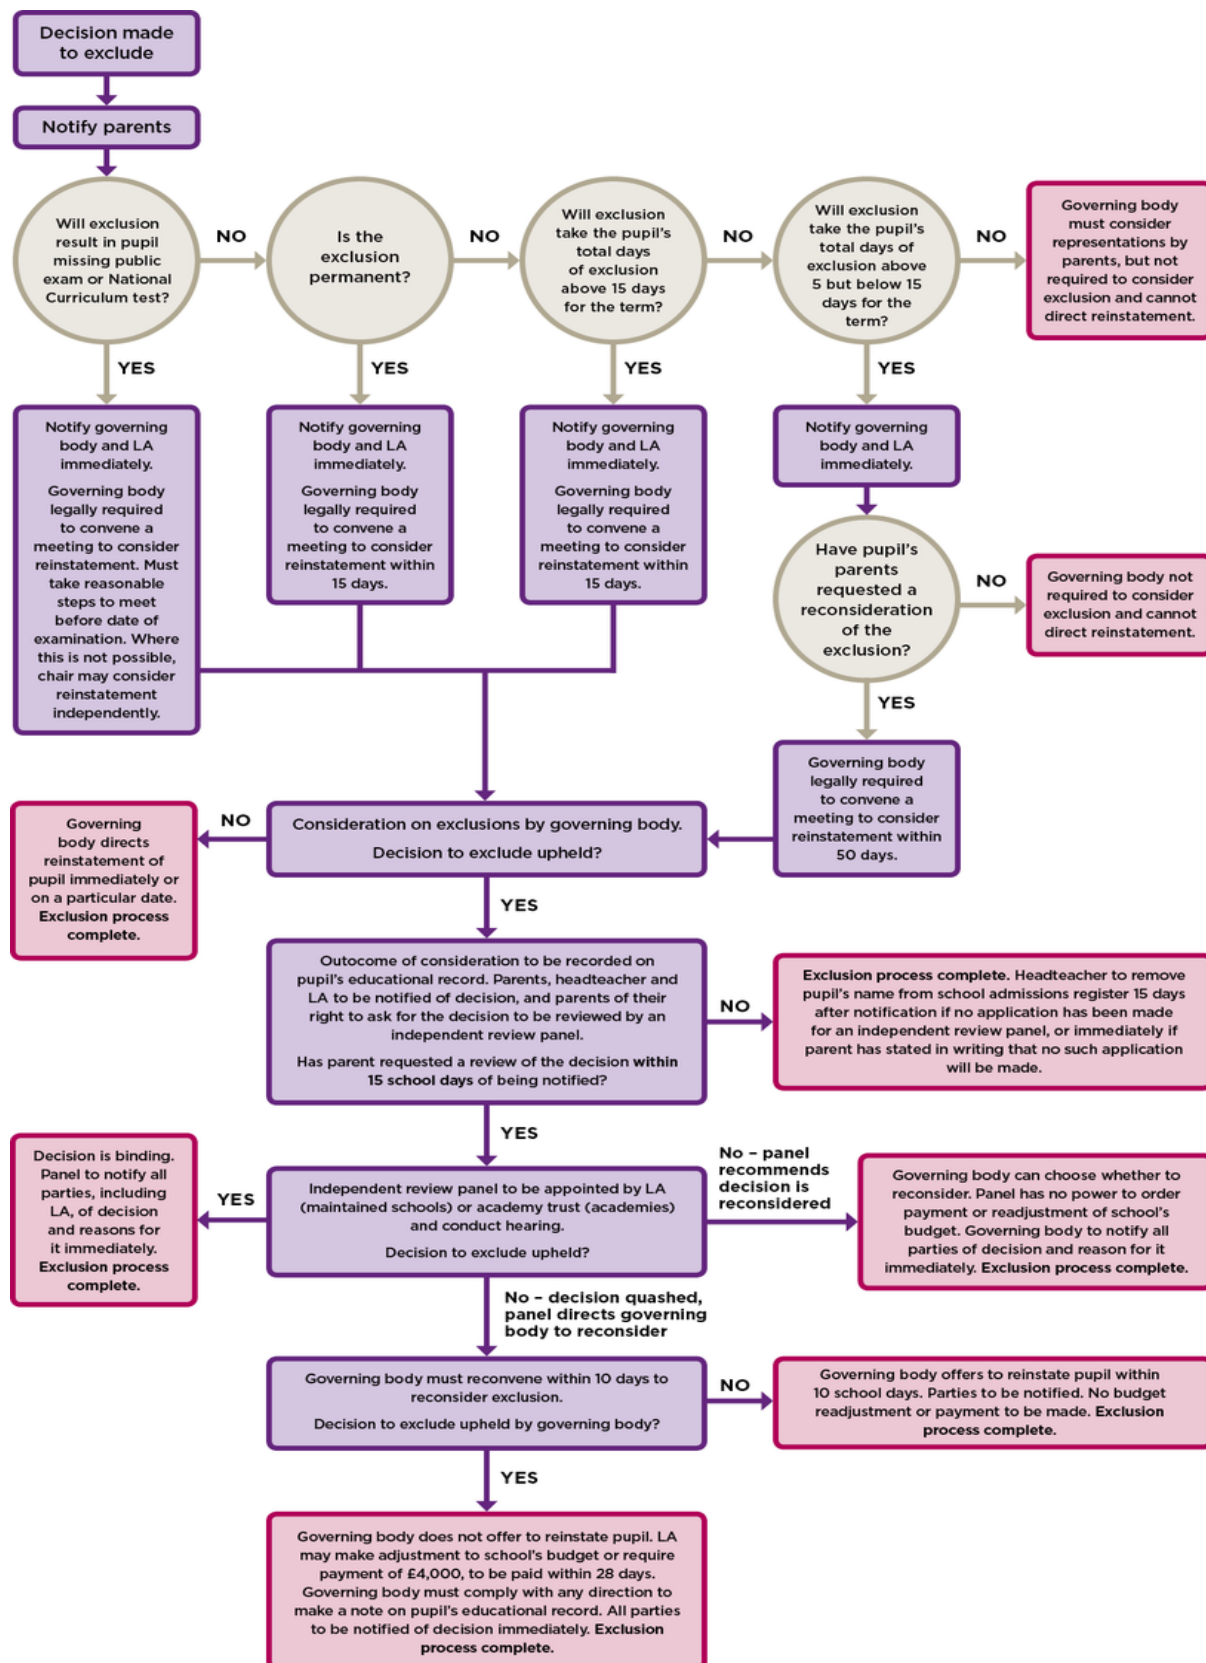 Decision made
to exclude
Notify parents
Will exclusion
result in pupil
missing public
exam or National
Curriculum test?
NO
Is the
exclusion
permanent?
NO
Will exclusion
take the pupil's
total days
of exclusion
above 15 days
for the term?
NO
Will exclusion
take the pupil's
total days of
exclusion above
5 but below 15
days for the
term?
NO
Governing body
must consider
representations by
parents, but not
required to consider
exclusion and cannot
direct reinstatement.
YES
YES
YES
YES
Notify governing
body and LA
immediately.
Governing body
legally required
to convene a
meeting to consider
reinstatement. Must
take reasonable
steps to meet
before date of
examination. Where
this is not possible,
chair may consider
reinstatement
independently.
Notify governing
body and LA
immediately.
Governing body
legally required
to convene a
meeting to consider
reinstatement within
15 days.
Notify governing
body and LA
immediately.
Governing body
legally required
to convene a
meeting to consider
reinstatement within
15 days.
Notify governing
body and LA
immediately.
Have pupil's
parents
requested a
reconsideration
of the
exclusion?
NO
Governing body not
required to consider
exclusion and cannot
direct reinstatement.
YES
Governing body
legally required
to convene a
meeting to consider
reinstatement within
50 days.
Consideration on exclusions by governing body.
Decision to exclude upheld?
NO
Governing
body directs
reinstatement of
pupil immediately or
on a particular date.
Exclusion process
complete.
YES
Outocome of consideration to be recorded on
pupil's educational record. Parents, headteacher and
LA to be notified of decision, and parents of their
right to ask for the decision to be reviewed by an
independent review panel.
Has parent requested a review of the decision within
15 school days of being notified?
NO
Exclusion process complete. Headteacher to remove
pupil's name from school admissions register 15 days
after notification if no application has been made
for an independent review panel, or immediately if
parent has stated in writing that no such application
will be made.
YES
Independent review panel to be appointed by LA
(maintained schools) or academy trust (academies)
and conduct hearing.
Decision to exclude upheld?
YES
Decision is binding.
Panel to notify all
parties, including
LA, of decision
and reasons for
it immediately.
Exclusion process
complete.
No – panel
recommends
decision is
reconsidered
Governing body can choose whether to
reconsider. Panel has no power to order
payment or readjustment of school's
budget. Governing body to notify all
parties of decision and reason for it
immediately. Exclusion process complete.
No – decision quashed,
panel directs governing
body to reconsider
Governing body must reconvene within 10 days to
reconsider exclusion.
Decision to exclude upheld by governing body?
NO
Governing body offers to reinstate pupil within
10 school days. Parties to be notified. No budget
readjustment or payment to be made. Exclusion
process complete.
YES
Governing body does not offer to reinstate pupil. LA
may make adjustment to school's budget or require
payment of £4,000, to be paid within 28 days.
Governing body must comply with any direction to
make a note on pupil's educational record. All parties
to be notified of decision immediately. Exclusion
process complete.